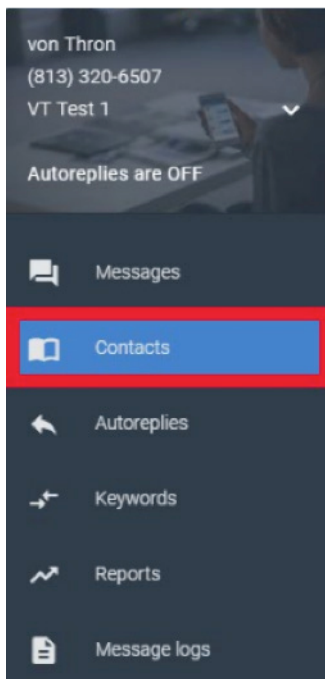 von Thron
(813) 320-6507
VT Test 1
Autoreplies are OFF
Messages
Contacts
Autoreplies
Keywords
Reports
Message logs